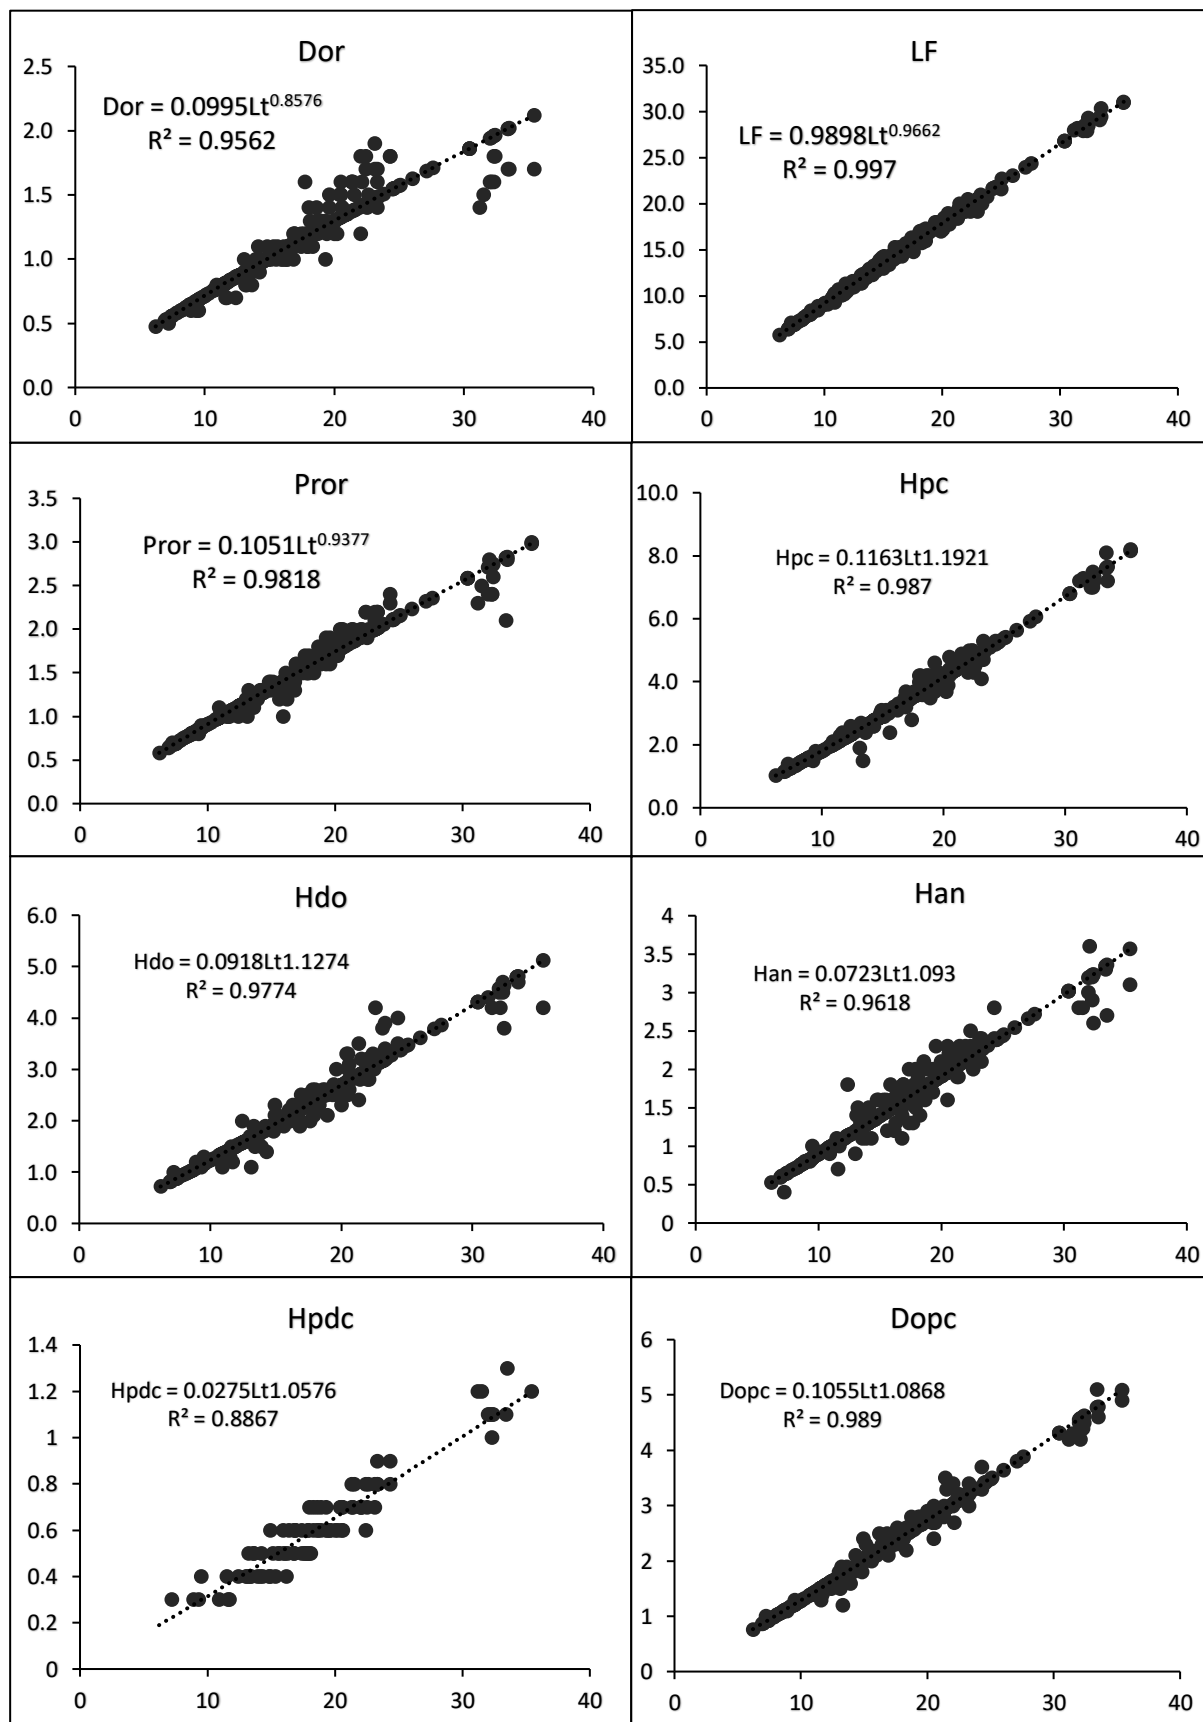 Dor
2.5
2.0
1.5
1.0
0.5
0.0
Dor = 0.0995Lt^0.8576
R² = 0.9562
0 10 20 30 40
LF
35.0
30.0
25.0
20.0
15.0
10.0
5.0
0.0
LF = 0.9898Lt^0.9662
R² = 0.997
0 10 20 30 40
Pror
3.5
3.0
2.5
2.0
1.5
1.0
0.5
0.0
Pror = 0.1051Lt^0.9377
R² = 0.9818
0 10 20 30 40
Hpc
10.0
8.0
6.0
4.0
2.0
0.0
Hpc = 0.1163Lt1.1921
R² = 0.987
0 10 20 30 40
Hdo
6.0
5.0
4.0
3.0
2.0
1.0
0.0
Hdo = 0.0918Lt1.1274
R² = 0.9774
0 10 20 30 40
Han
4
3.5
3
2.5
2
1.5
1
0.5
0
Han = 0.0723Lt1.093
R² = 0.9618
0 10 20 30 40
Hpdc
1.4
1.2
1
0.8
0.6
0.4
0.2
0
Hpdc = 0.0275Lt1.0576
R² = 0.8867
0 10 20 30 40
Dopc
6
5
4
3
2
1
0
Dopc = 0.1055Lt1.0868
R² = 0.989
0 10 20 30 40